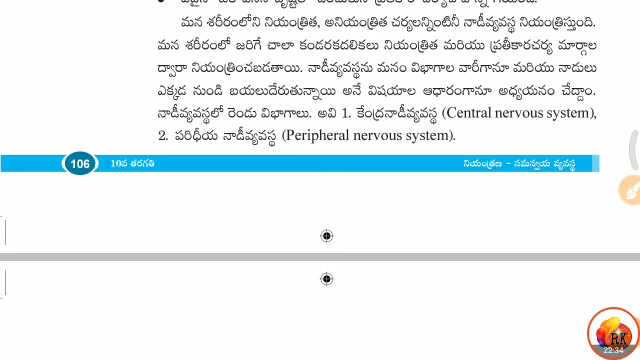 మన శరీరంలోని నియంత్రిత, అనియంత్రిత చర్యలన్నింటినీ నాడీవ్యవస్థ నియంత్రిస్తుంది.
మన శరీరంలో జరిగే చాలా కండరకదలికలు నియంత్రిత మరియు ప్రతీకారచర్య మార్గాల
ద్వారా నియంత్రించబడతాయి. నాడీవ్యవస్థను మనం విభాగాల వారీగానూ మరియు నాడులు
ఎక్కడ నుండి బయలుదేరుతున్నాయి అనే విషయాల ఆధారంగానూ అధ్యయనం చేద్దాం.
నాడీవ్యవస్థలో రెండు విభాగాలు. అవి 1. కేంద్రనాడీవ్యవస్థ (Central nervous system),
2. పరిధీయ నాడీవ్యవస్థ (Peripheral nervous system).
106 10వ తరగతి నియంత్రణ – సమన్వయ వ్యవస్థ
RK
22:34